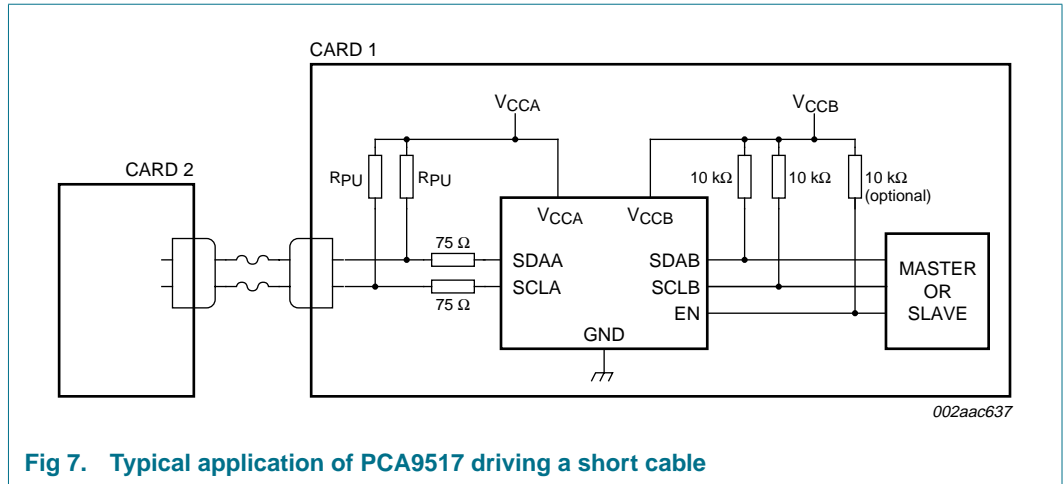 CARD 1
VCCA
VCCB
CARD 2
RPU
RPU
10 kΩ
10 kΩ
10 kΩ
(optional)
VCCA
VCCB
75 Ω
SDAA
SDAB
MASTER
OR
SLAVE
SCLA
SCLB
75 Ω
EN
GND
002aac637
Fig 7. Typical application of PCA9517 driving a short cable